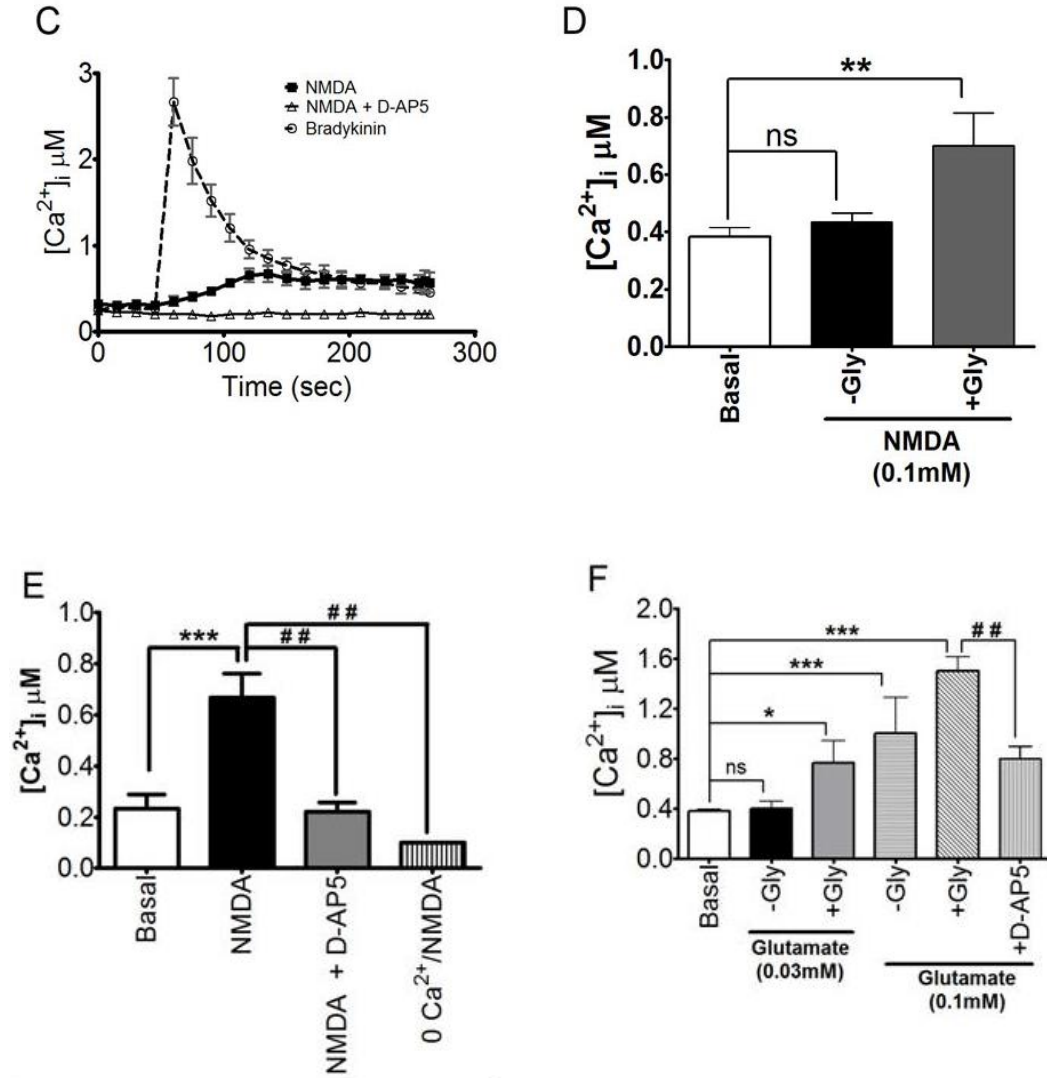 C
[Ca²⁺]ᵢ μM
3
2
1
0
0 100 200 300
Time (sec)
NMDA
NMDA + D-AP5
Bradykinin
D
[Ca²⁺]ᵢ μM
1.0
0.8
0.6
0.4
0.2
0.0
**
ns
Basal
-Gly
+Gly
NMDA
(0.1mM)
E
[Ca²⁺]ᵢ μM
1.0
0.8
0.6
0.4
0.2
0.0
***
##
##
Basal
NMDA
NMDA + D-AP5
0 Ca²⁺/NMDA
F
[Ca²⁺]ᵢ μM
2.0
1.6
1.2
0.8
0.4
0.0
***
##
***
*
ns
Basal
-Gly
+Gly
-Gly
+Gly
+D-AP5
Glutamate
(0.03mM)
Glutamate
(0.1mM)